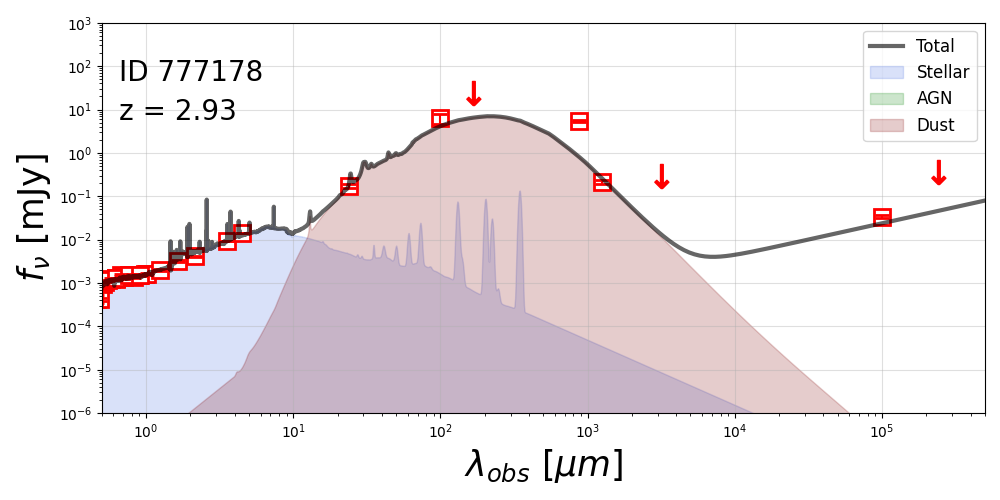 ID 777178
z = 2.93
Total
Stellar
AGN
Dust
f_ν [mJy]
10³
10²
10¹
10⁰
10⁻¹
10⁻²
10⁻³
10⁻⁴
10⁻⁵
10⁻⁶
10⁰ 10¹ 10² 10³ 10⁴ 10⁵
λ_obs [μm]